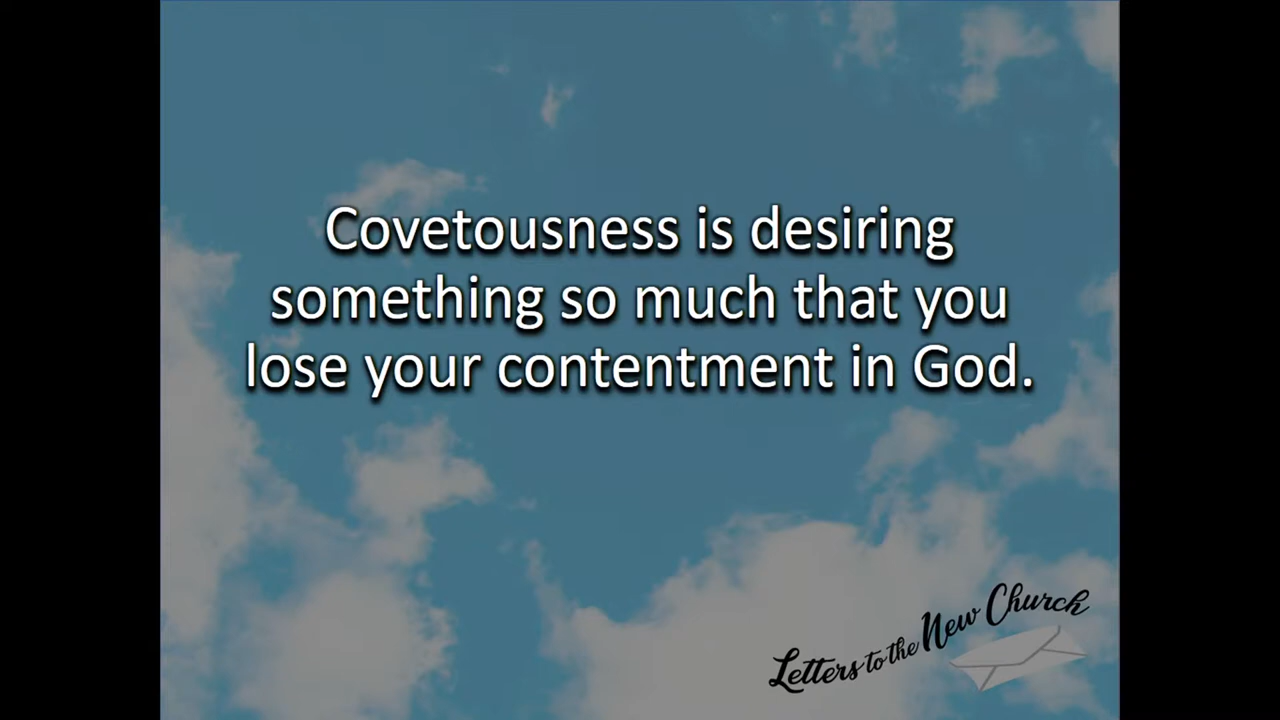 Covetousness is desiring
something so much that you
lose your contentment in God.
Letters to the New Church